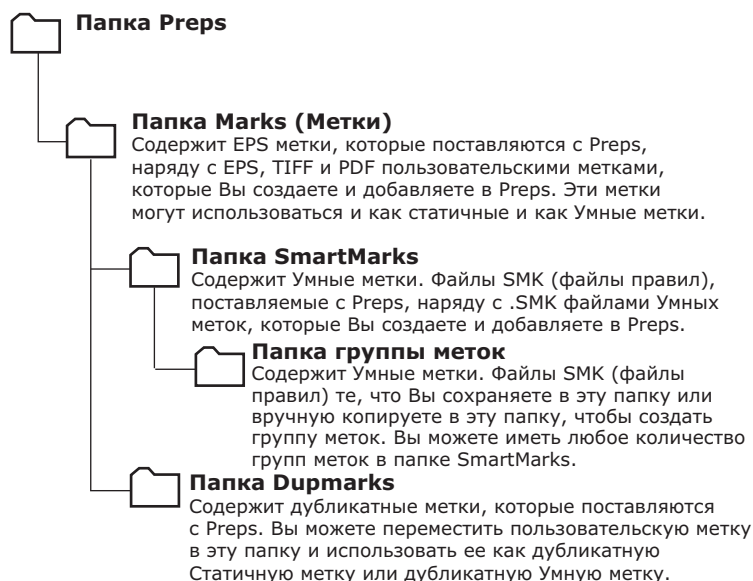 Папка Preps
Папка Marks (Метки)
Содержит EPS метки, которые поставляются с Preps,
наряду с EPS, TIFF и PDF пользовательскими метками,
которые Вы создаете и добавляете в Preps. Эти метки
могут использоваться и как статичные и как Умные метки.
Папка SmartMarks
Содержит Умные метки. Файлы SMK (файлы правил),
поставляемые с Preps, наряду с .SMK файлами Умных
меток, которые Вы создаете и добавляете в Preps.
Папка группы меток
Содержит Умные метки. Файлы SMK (файлы
правил) те, что Вы сохраняете в эту папку или
вручную копируете в эту папку, чтобы создать
группу меток. Вы можете иметь любое количество
групп меток в папке SmartMarks.
Папка Dupmarks
Содержит дубликатные метки, которые поставляются
с Preps. Вы можете переместить пользовательскую метку
в эту папку и использовать ее как дубликатную
Статичную метку или дубликатную Умную метку.